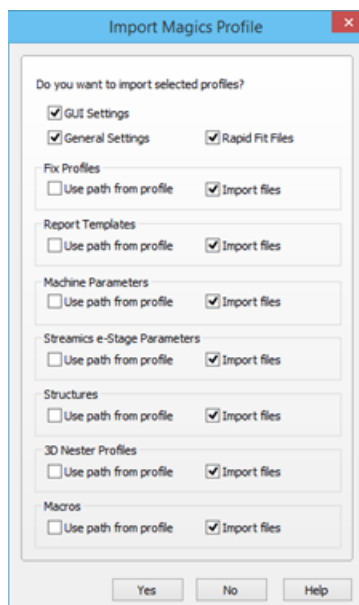 Import Magics Profile
Do you want to import selected profiles?
GUI Settings
General Settings Rapid Fit Files
Fix Profiles
Use path from profile Import files
Report Templates
Use path from profile Import files
Machine Parameters
Use path from profile Import files
Streamics e-Stage Parameters
Use path from profile Import files
Structures
Use path from profile Import files
3D Nester Profiles
Use path from profile Import files
Macros
Use path from profile Import files
Yes No Help